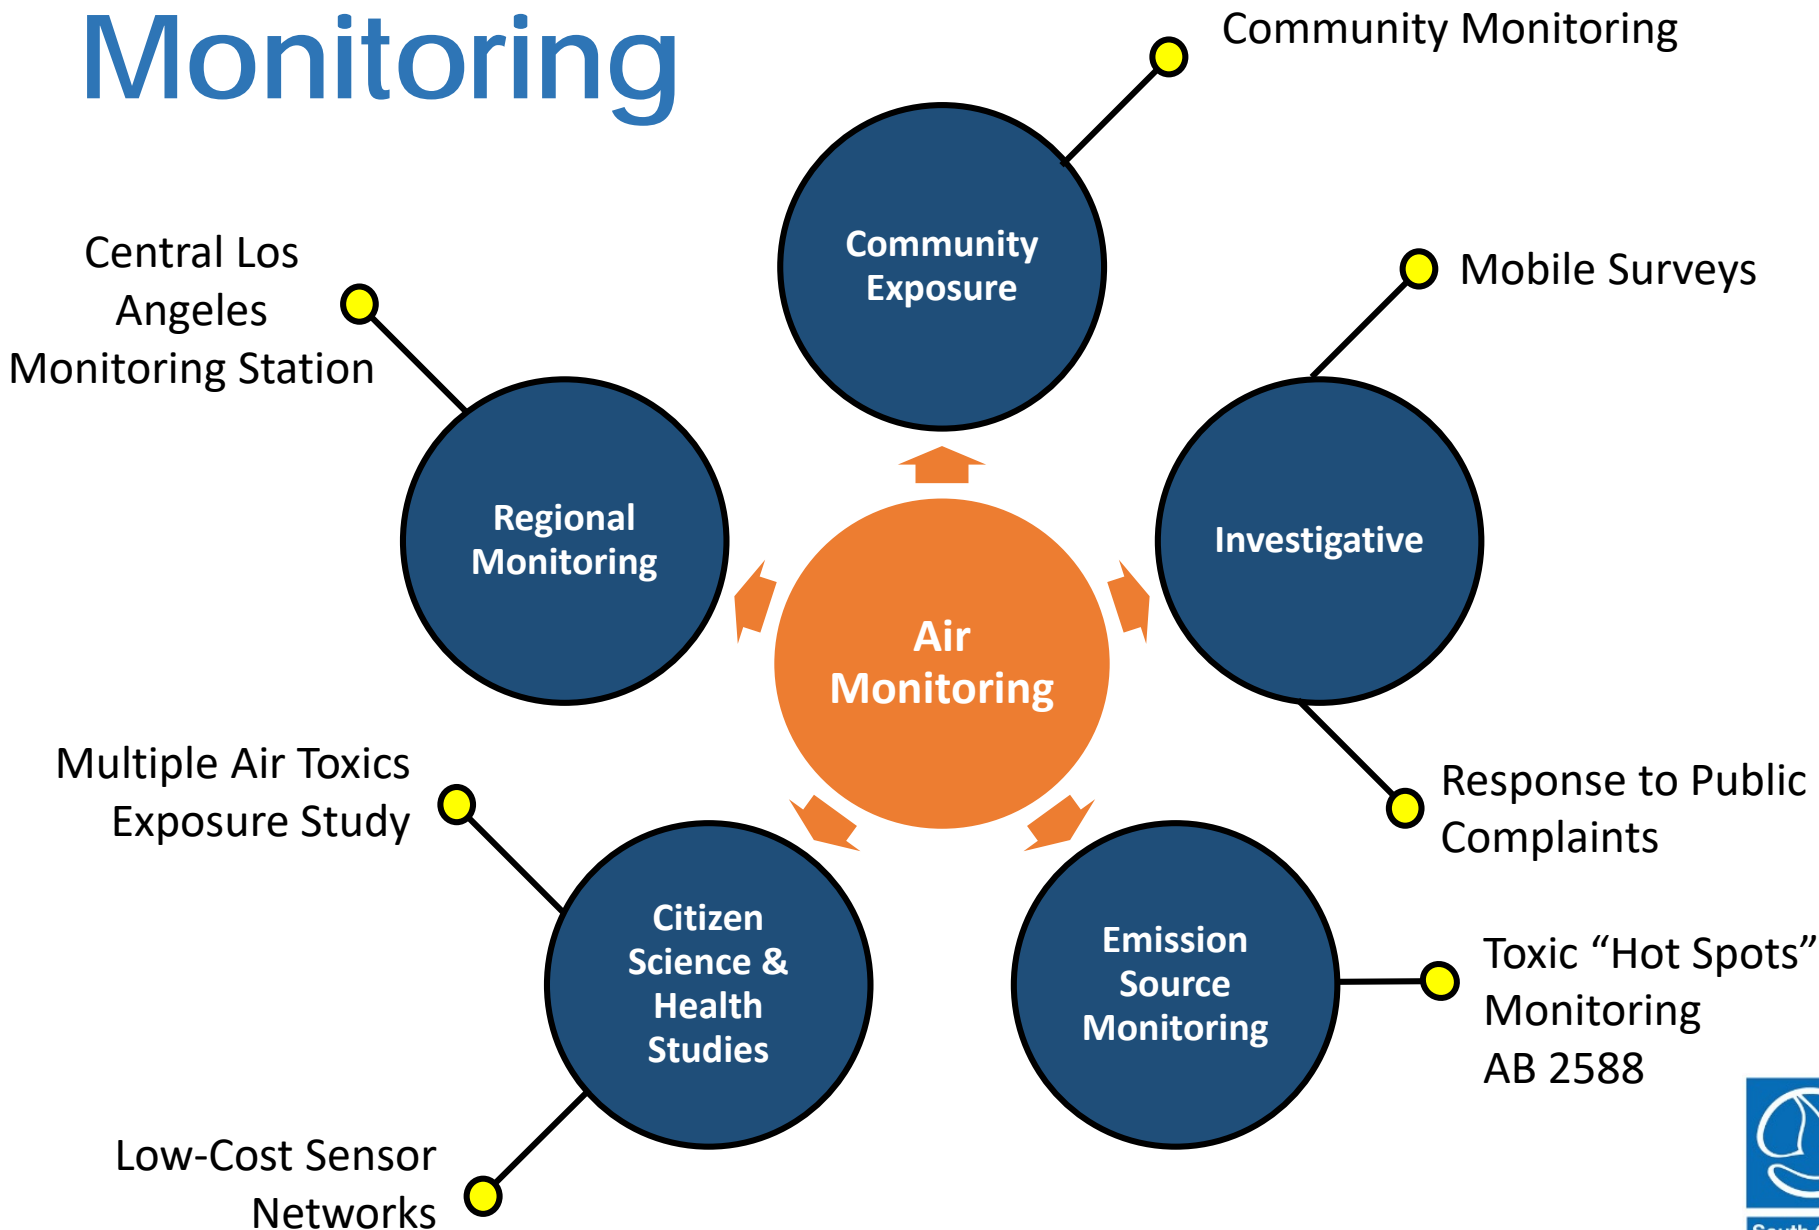 Monitoring
Community Monitoring
Community
Exposure
Central Los
Angeles
Monitoring Station
Mobile Surveys
Regional
Monitoring
Investigative
Air
Monitoring
Multiple Air Toxics
Exposure Study
Response to Public
Complaints
Citizen
Science &
Health
Studies
Emission
Source
Monitoring
Toxic “Hot Spots”
Monitoring
AB 2588
Low-Cost Sensor
Networks